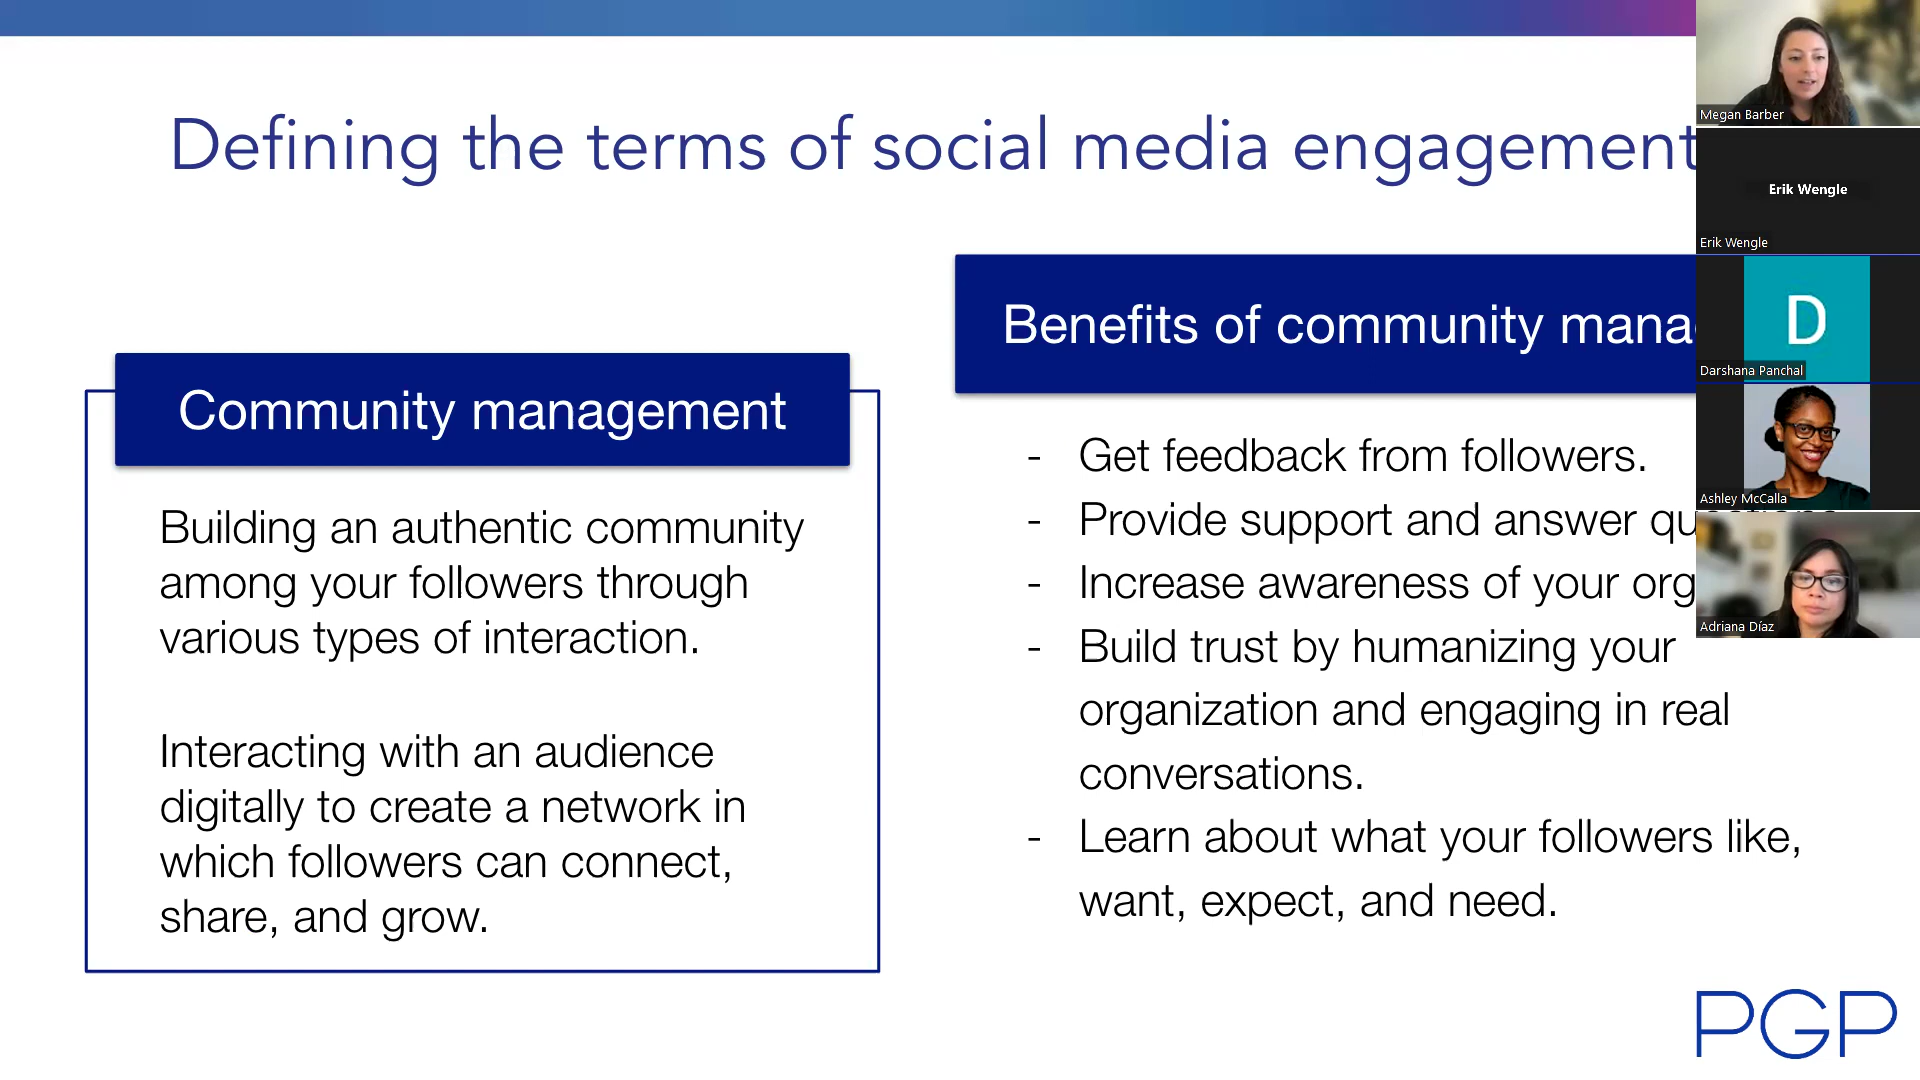 Defining the terms of social media engagement
Community management
Building an authentic community
among your followers through
various types of interaction.
Interacting with an audience
digitally to create a network in
which followers can connect,
share, and grow.
Benefits of community mana
- Get feedback from followers.
- Provide support and answer qu
- Increase awareness of your org
- Build trust by humanizing your
organization and engaging in real
conversations.
- Learn about what your followers like,
want, expect, and need.
Megan Barber
Erik Wengle
Erik Wengle
D
Darshana Panchal
Ashley McCalla
Adriana Díaz
PGP